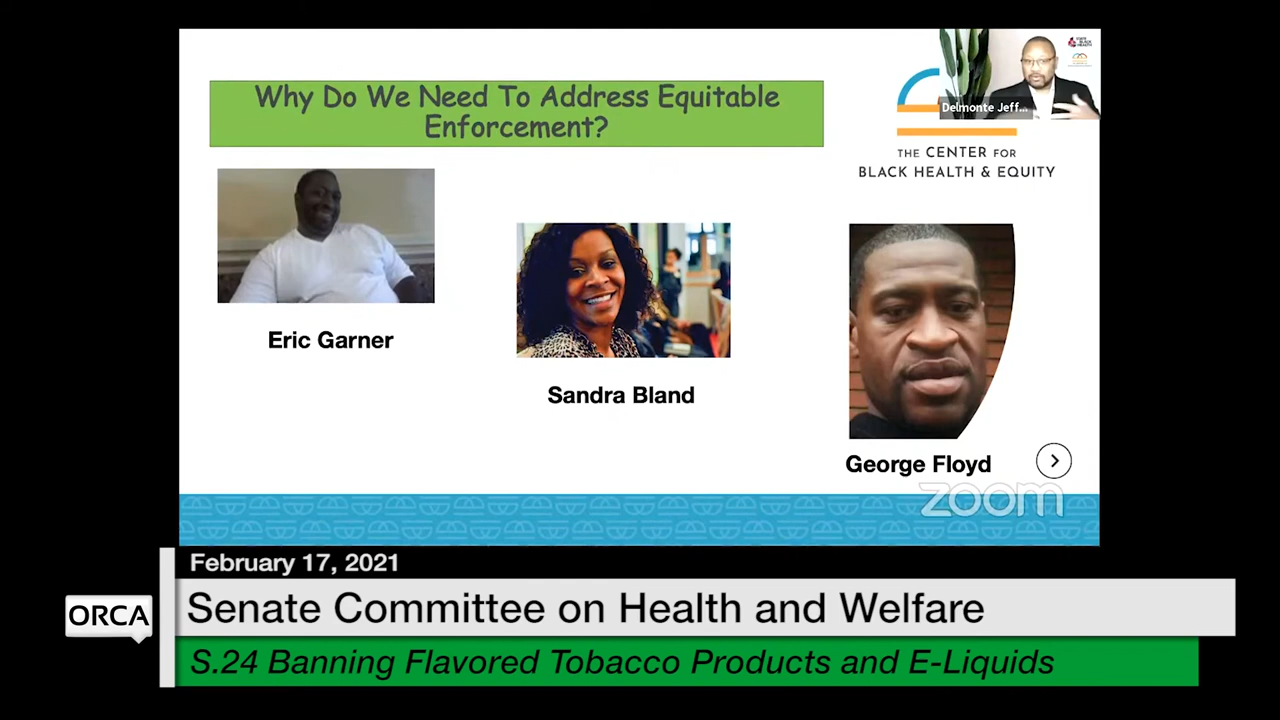 Why Do We Need To Address Equitable
Enforcement?
Delmonte Jeff...
THE CENTER FOR
BLACK HEALTH & EQUITY
Eric Garner
Sandra Bland
George Floyd
zoom
February 17, 2021
ORCA
Senate Committee on Health and Welfare
S.24 Banning Flavored Tobacco Products and E-Liquids